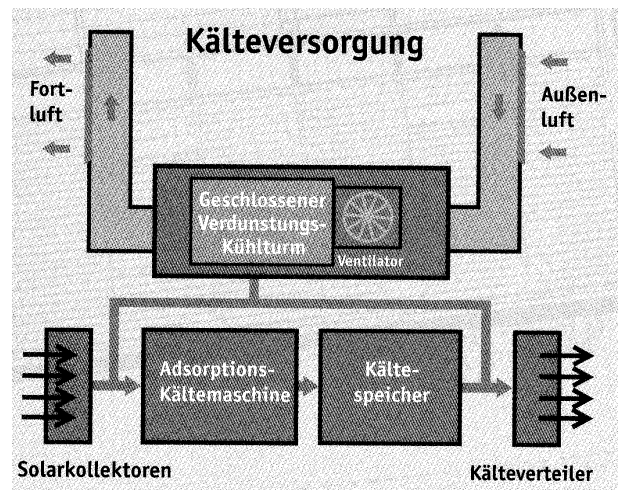 Kälteversorgung
Fort-
luft
Außen-
luft
Geschlossener
Verdunstungs-
Kühlturm
Ventilator
Adsorptions-
Kältemaschine
Kälte-
speicher
Solarkollektoren
Kälteverteiler